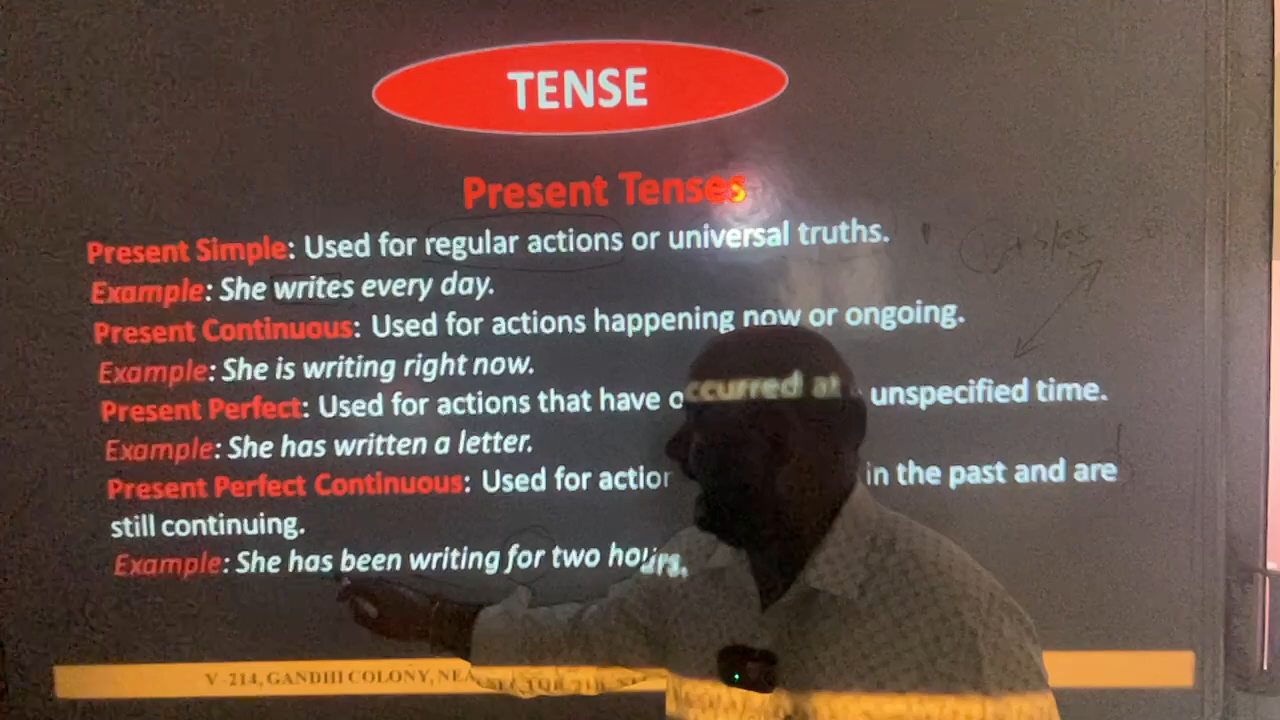 TENSE
Present Tenses
Present Simple: Used for regular actions or universal truths.
Example: She writes every day.
Present Continuous: Used for actions happening now or ongoing.
Example: She is writing right now.
Present Perfect: Used for actions that have occurred at unspecified time.
Example: She has written a letter.
Present Perfect Continuous: Used for in the past and are
still continuing.
Example: She has been writing for two hours.
V-214, GANDHI COLONY,